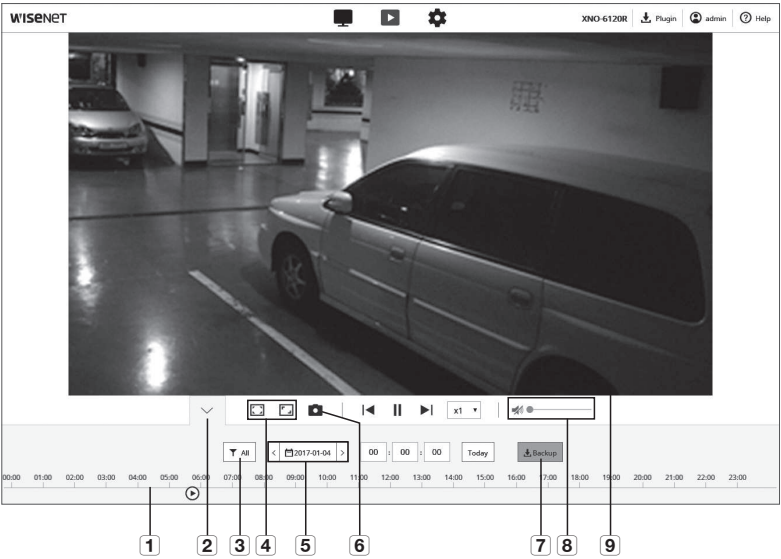 WISENET XNO-6120R Plugin admin ? Help
x1
All < 2017-01-04 > 00 : 00 : 00 Today Backup
00:00 01:00 02:00 03:00 04:00 05:00 06:00 07:00 08:00 09:00 10:00 11:00 12:00 13:00 14:00 15:00 16:00 17:00 18:00 19:00 20:00 21:00 22:00 23:00
1 2 3 4 5 6 7 8 9